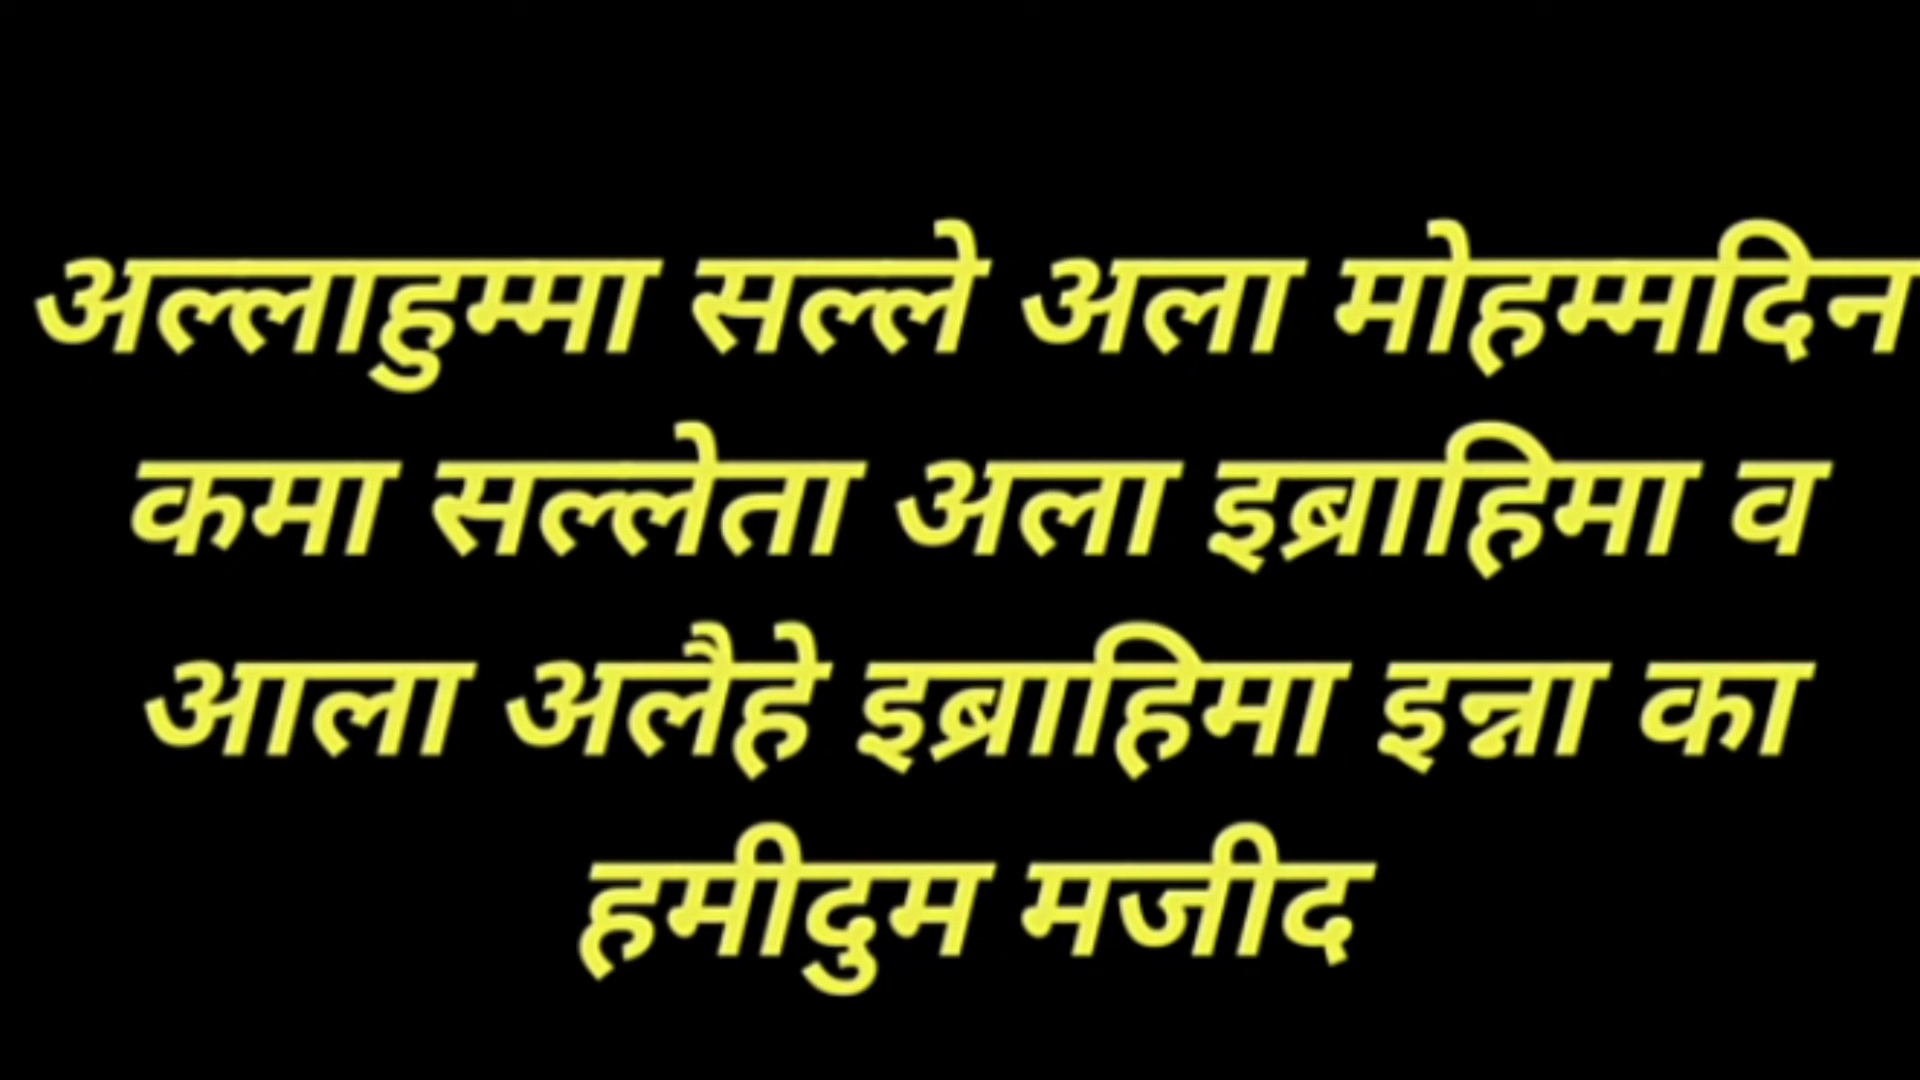 अल्लाहुम्मा सल्ले अला मोहम्मदिन
कमा सल्लेता अला इब्राहिमा व
आला अलैहे इब्राहिमा इन्ना का
हमीदुम मजीद